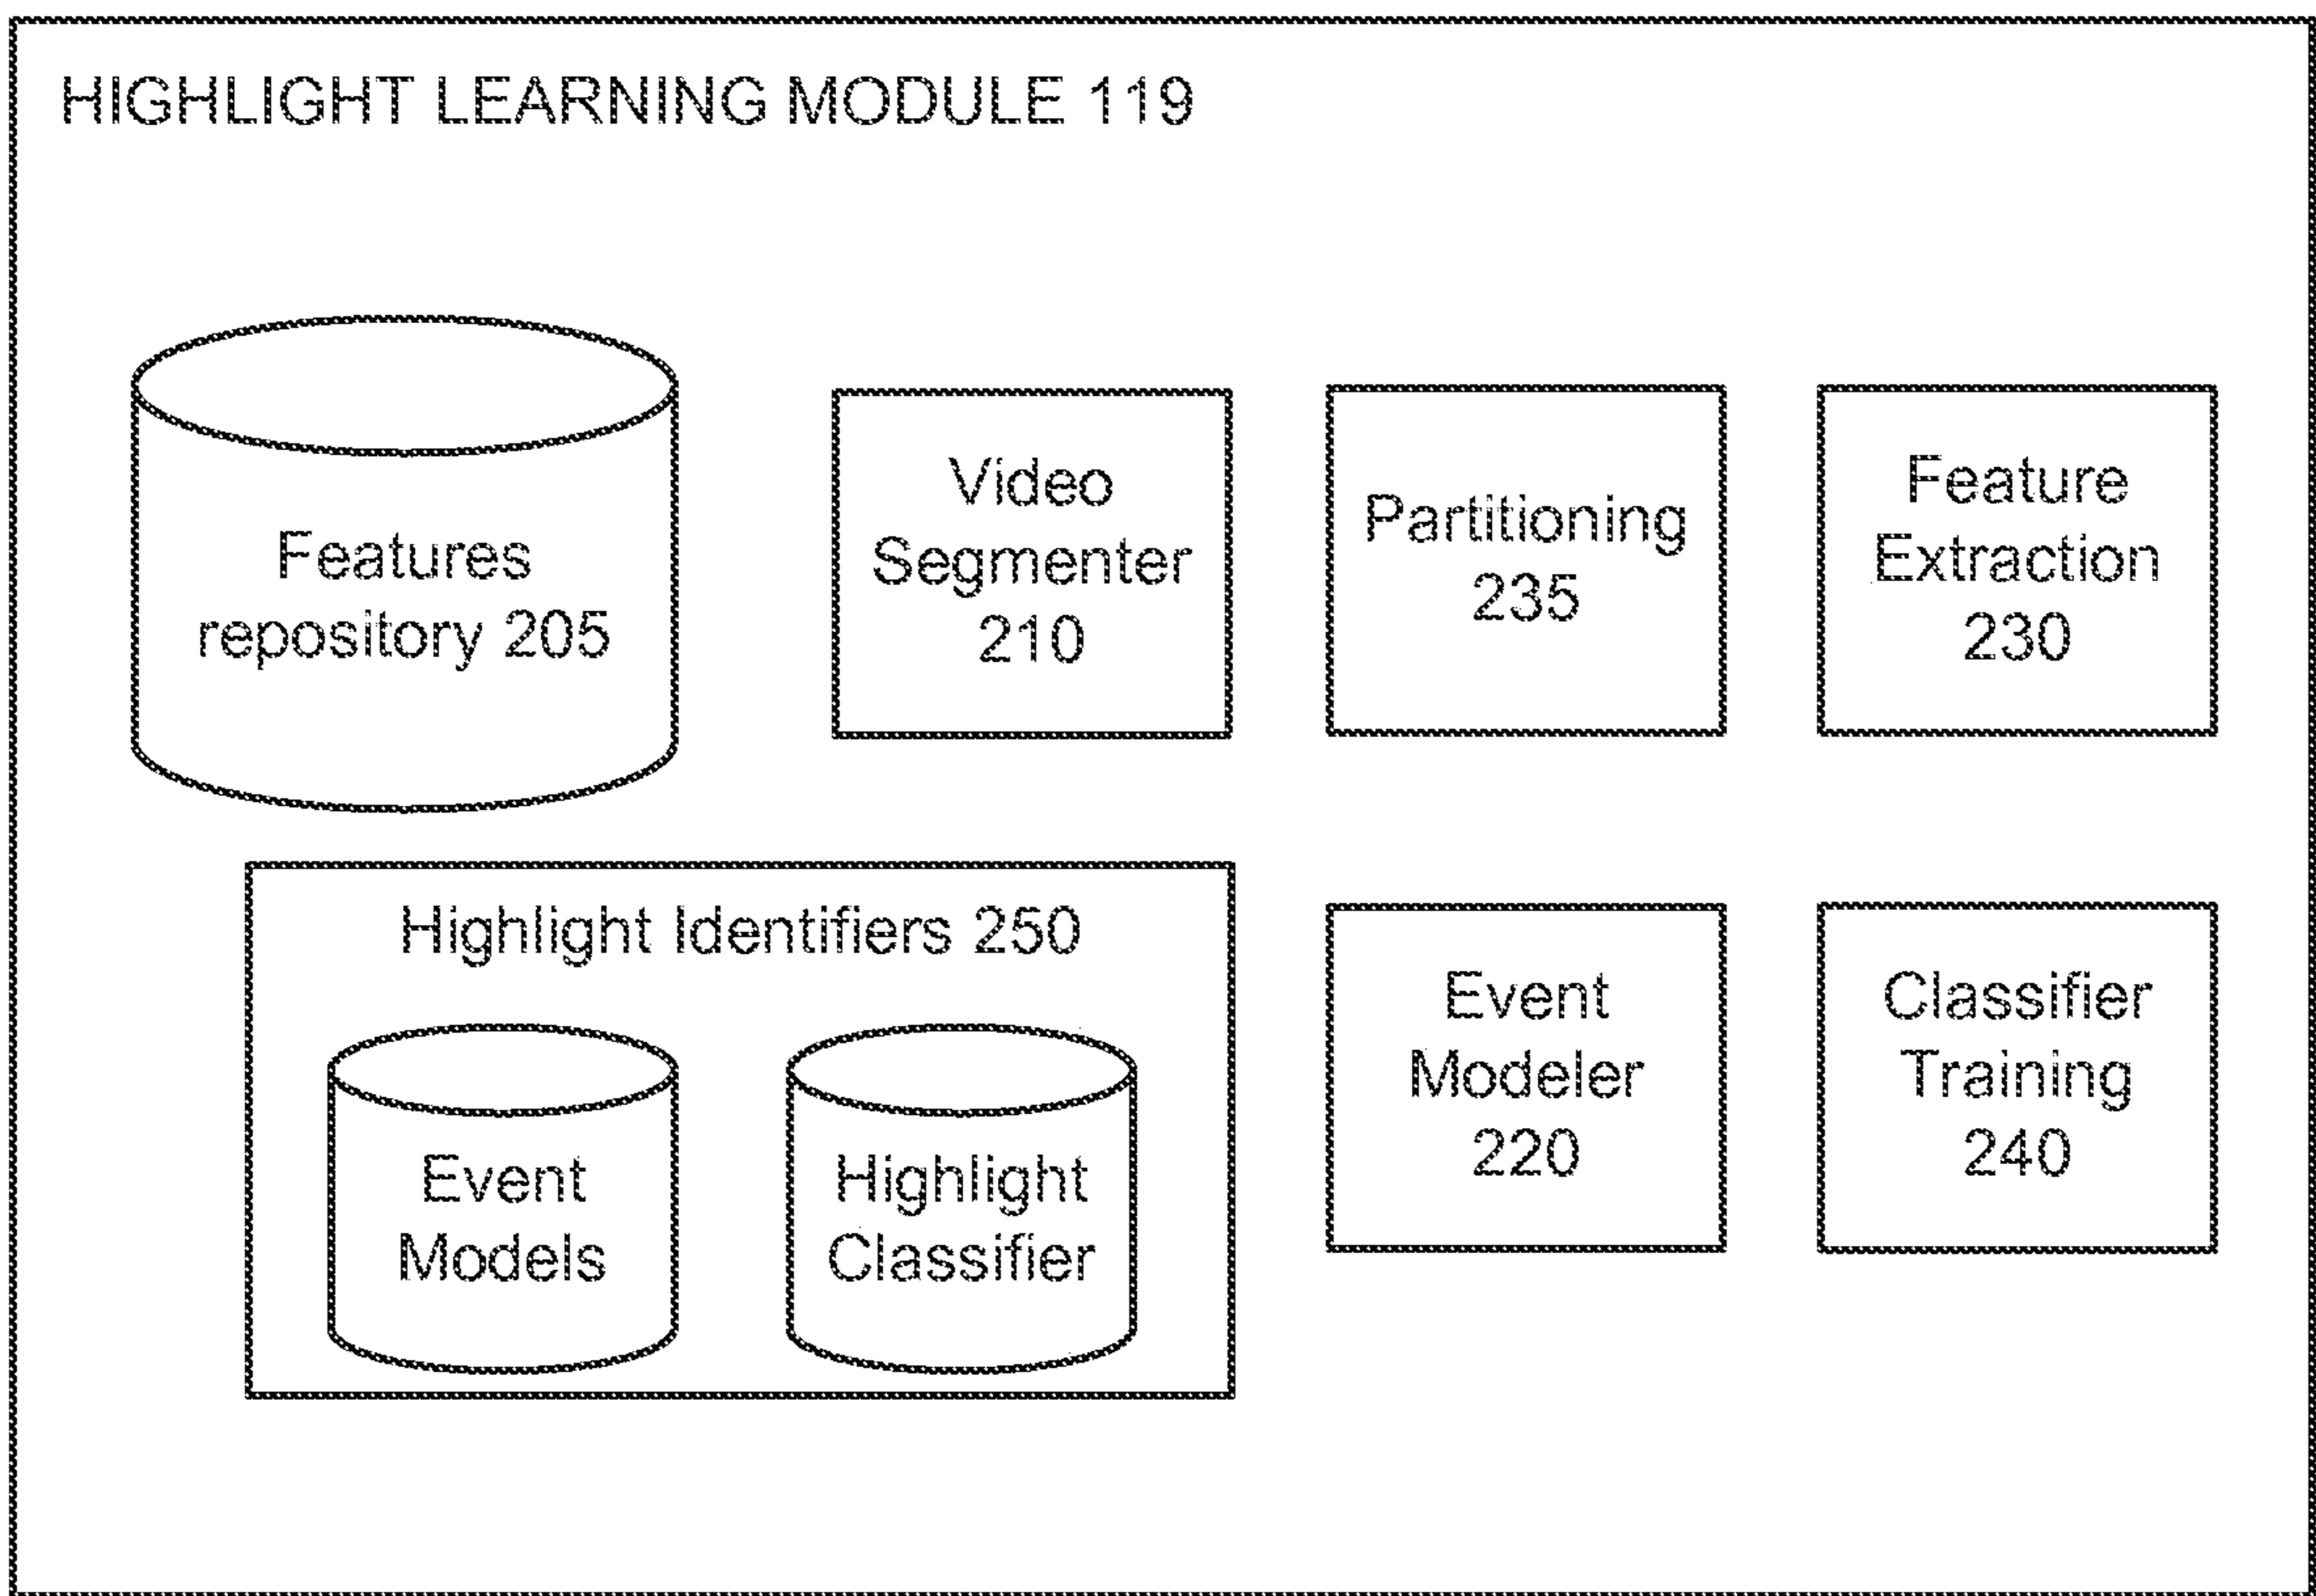 HIGHLIGHT LEARNING MODULE 119
Features
repository 205
Video
Segmenter
210
Partitioning
235
Feature
Extraction
230
Highlight Identifiers 250
Event
Models
Highlight
Classifier
Event
Modeler
220
Classifier
Training
240